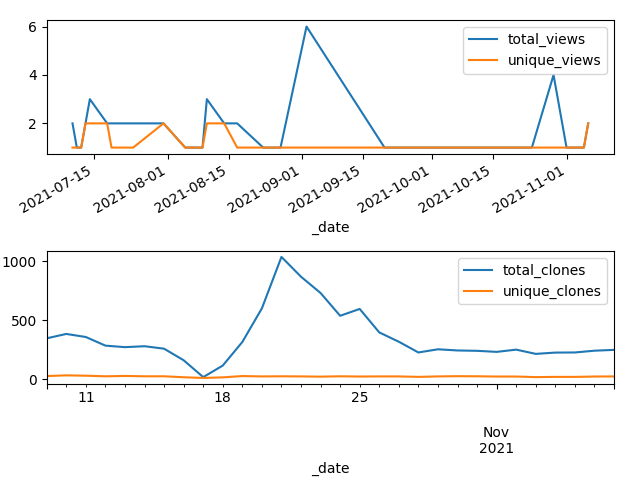 6
4
2
total_views
unique_views
2021-07-15
2021-08-01
2021-08-15
2021-09-01
2021-09-15
2021-10-01
2021-10-15
2021-11-01
_date
1000
500
0
total_clones
unique_clones
11
18
25
Nov
2021
_date